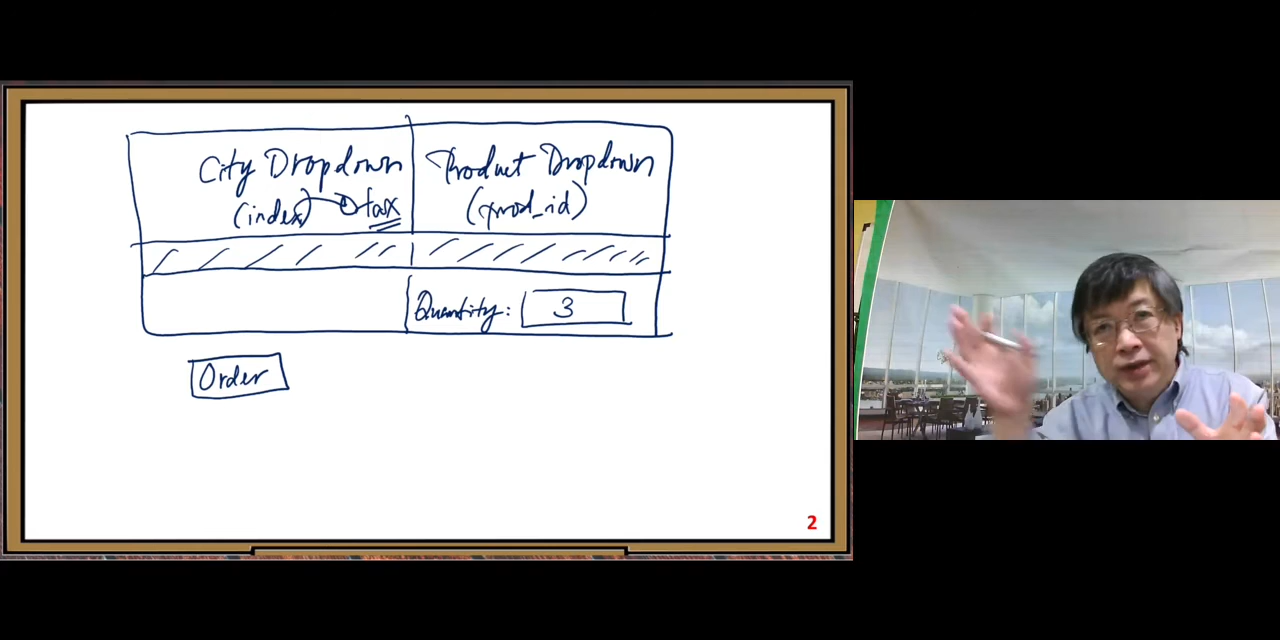 City Dropdown
(index) → tax
Product Dropdown
(prod_id)
Quantity: 3
Order
2